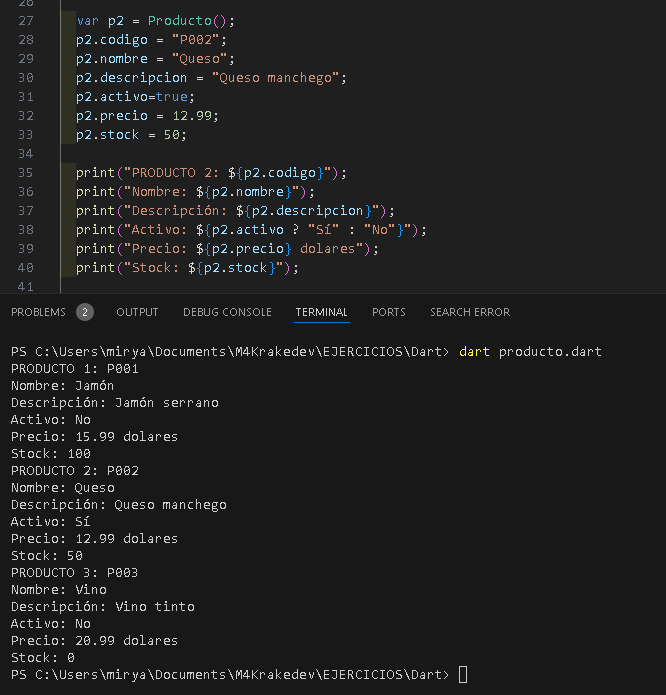 26
27 var p2 = Producto();
28 p2.codigo = "P002";
29 p2.nombre = "Queso";
30 p2.descripcion = "Queso manchego";
31 p2.activo=true;
32 p2.precio = 12.99;
33 p2.stock = 50;
34
35 print("PRODUCTO 2: ${p2.codigo}");
36 print("Nombre: ${p2.nombre}");
37 print("Descripción: ${p2.descripcion}");
38 print("Activo: ${p2.activo ? "Sí" : "No"}");
39 print("Precio: ${p2.precio} dolares");
40 print("Stock: ${p2.stock}");
41
PROBLEMS 2 OUTPUT DEBUG CONSOLE TERMINAL PORTS SEARCH ERROR
PS C:\Users\mirya\Documents\M4Krakedev\EJERCICIOS\Dart> dart producto.dart
PRODUCTO 1: P001
Nombre: Jamón
Descripción: Jamón serrano
Activo: No
Precio: 15.99 dolares
Stock: 100
PRODUCTO 2: P002
Nombre: Queso
Descripción: Queso manchego
Activo: Sí
Precio: 12.99 dolares
Stock: 50
PRODUCTO 3: P003
Nombre: Vino
Descripción: Vino tinto
Activo: No
Precio: 20.99 dolares
Stock: 0
PS C:\Users\mirya\Documents\M4Krakedev\EJERCICIOS\Dart>